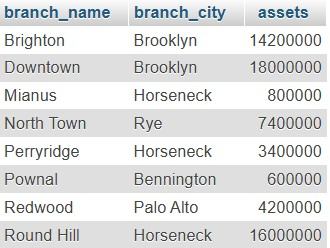 branch_name branch_city assets
Brighton Brooklyn 14200000
Downtown Brooklyn 18000000
Mianus Horseneck 800000
North Town Rye 7400000
Perryridge Horseneck 3400000
Pownal Bennington 600000
Redwood Palo Alto 4200000
Round Hill Horseneck 16000000